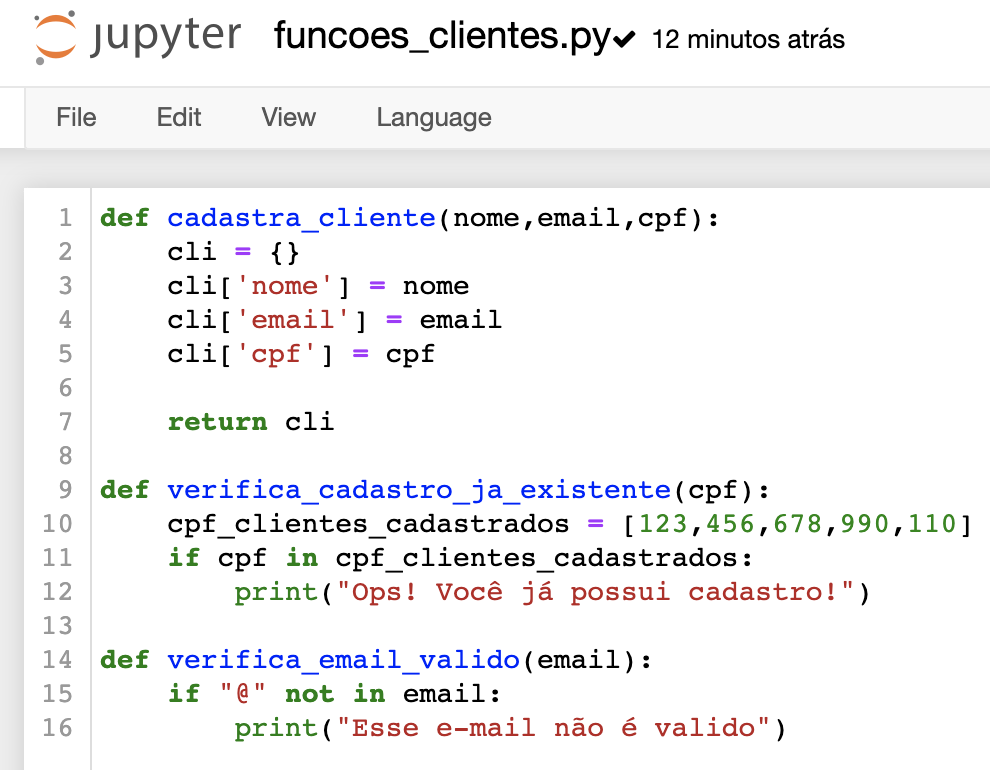 jupyter funcoes_clientes.py✔ 12 minutos atrás
File Edit View Language
1 def cadastra_cliente(nome,email,cpf):
2     cli = {}
3     cli['nome'] = nome
4     cli['email'] = email
5     cli['cpf'] = cpf
6
7     return cli
8
9 def verifica_cadastro_ja_existente(cpf):
10     cpf_clientes_cadastrados = [123,456,678,990,110]
11     if cpf in cpf_clientes_cadastrados:
12         print("Ops! Você já possui cadastro!")
13
14 def verifica_email_valido(email):
15     if "@" not in email:
16         print("Esse e-mail não é valido")